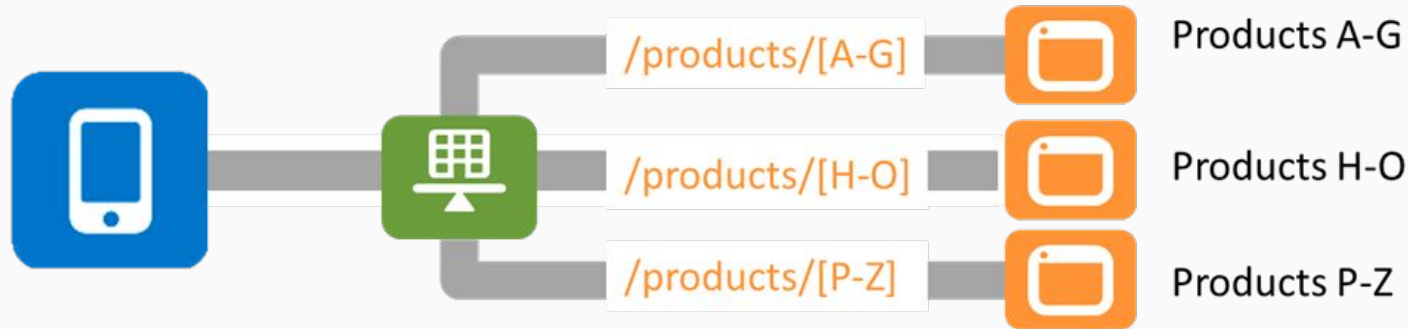 /products/[A-G]
Products A-G
/products/[H-O]
Products H-O
/products/[P-Z]
Products P-Z